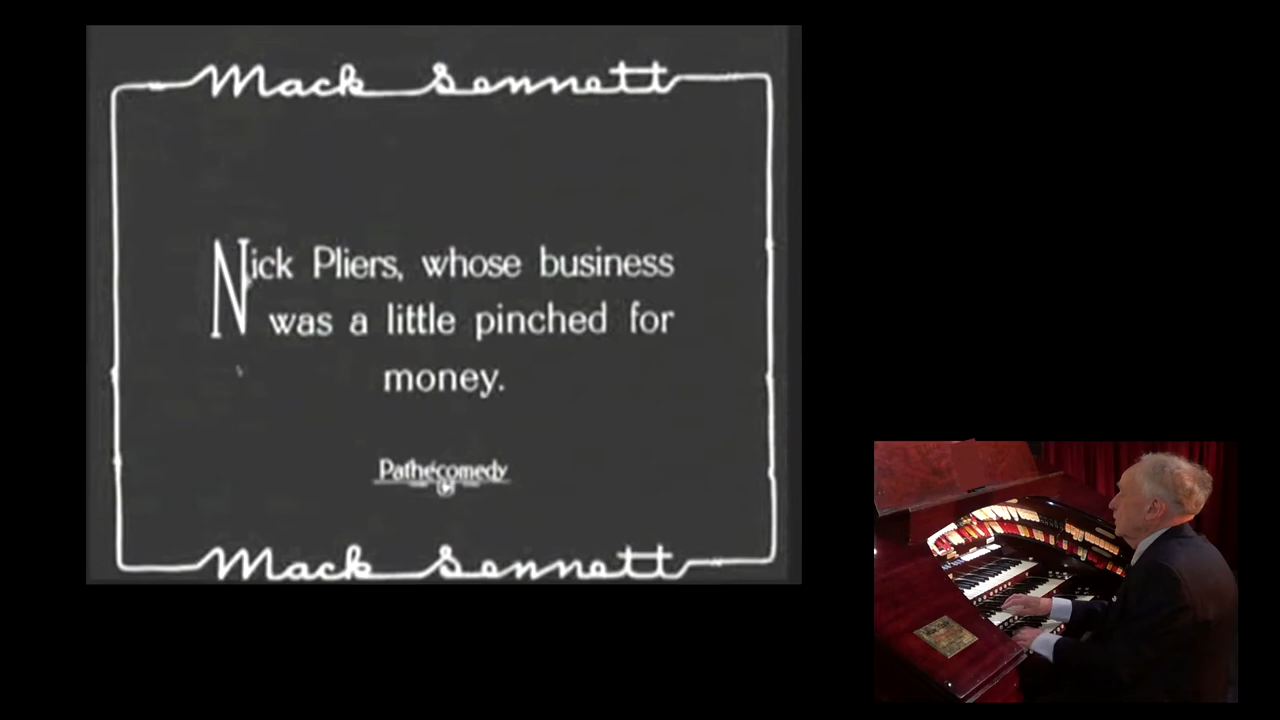 Mack Sennett
Nick Pliers, whose business
was a little pinched for
money.
Pathécomedy
Mack Sennett